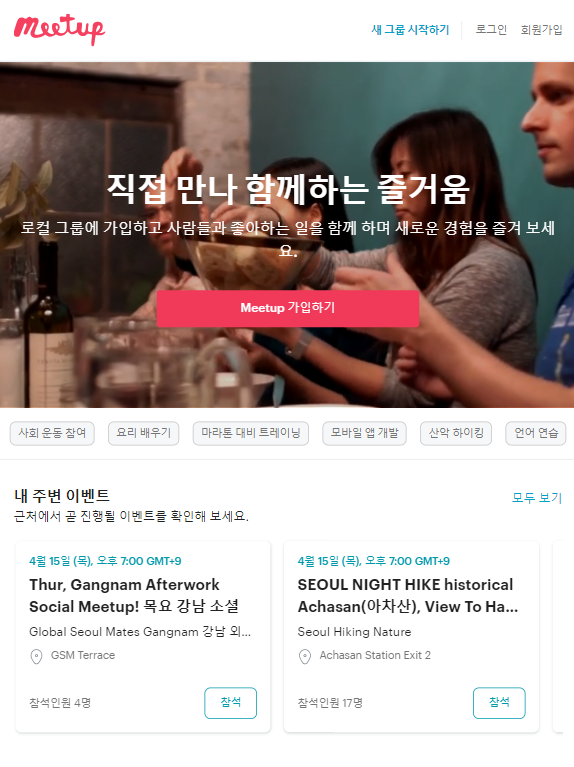 Meetup
새 그룹 시작하기 로그인 회원가입
직접 만나 함께하는 즐거움
로컬 그룹에 가입하고 사람들과 좋아하는 일을 함께 하며 새로운 경험을 즐겨 보세
요.
Meetup 가입하기
사회 운동 참여 요리 배우기 마라톤 대비 트레이닝 모바일 앱 개발 산악 하이킹 언어 연습
내 주변 이벤트
모두 보기
근처에서 곧 진행될 이벤트를 확인해 보세요.
4월 15일 (목), 오후 7:00 GMT+9
Thur, Gangnam Afterwork
Social Meetup! 목요 강남 소셜
Global Seoul Mates Gangnam 강남 외...
GSM Terrace
참석인원 4명
참석
4월 15일 (목), 오후 7:00 GMT+9
SEOUL NIGHT HIKE historical
Achasan(아차산), View To Ha...
Seoul Hiking Nature
Achasan Station Exit 2
참석인원 17명
참석